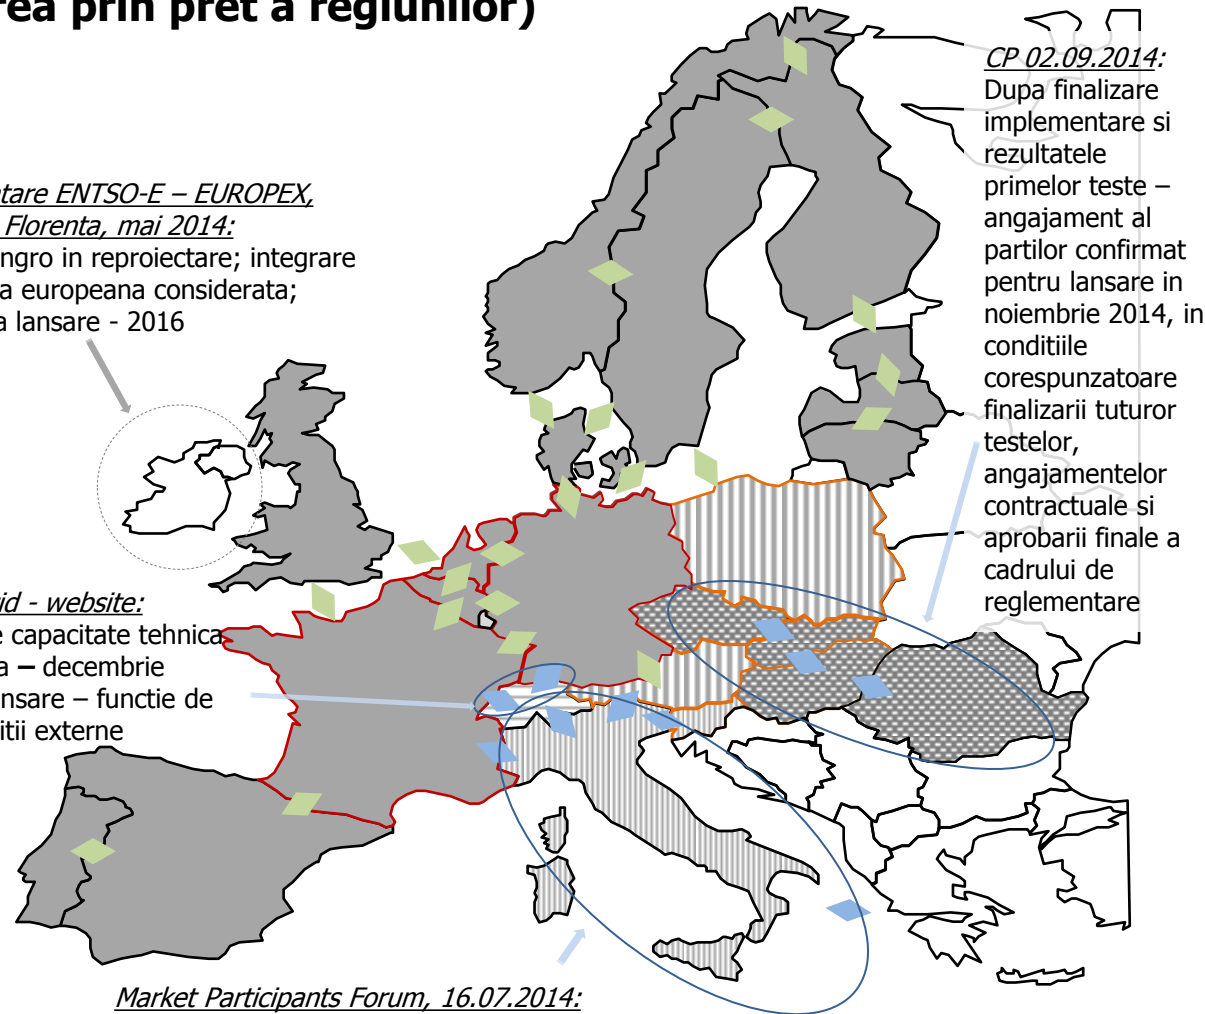 rea prin pret a regiunilor)
CP 02.09.2014:
Dupa finalizare
implementare si
rezultatele
primelor teste –
angajament al
partilor confirmat
pentru lansare in
noiembrie 2014, in
conditiile
corespunzatoare
finalizarii tuturor
testelor,
angajamentelor
contractuale si
aprobarii finale a
cadrului de
reglementare
ntare ENTSO-E – EUROPEX,
Florenta, mai 2014:
ngro in reproiectare; integrare
a europeana considerata;
a lansare - 2016
id - website:
e capacitate tehnica
a – decembrie
nsare – functie de
itii externe
Market Participants Forum, 16.07.2014: